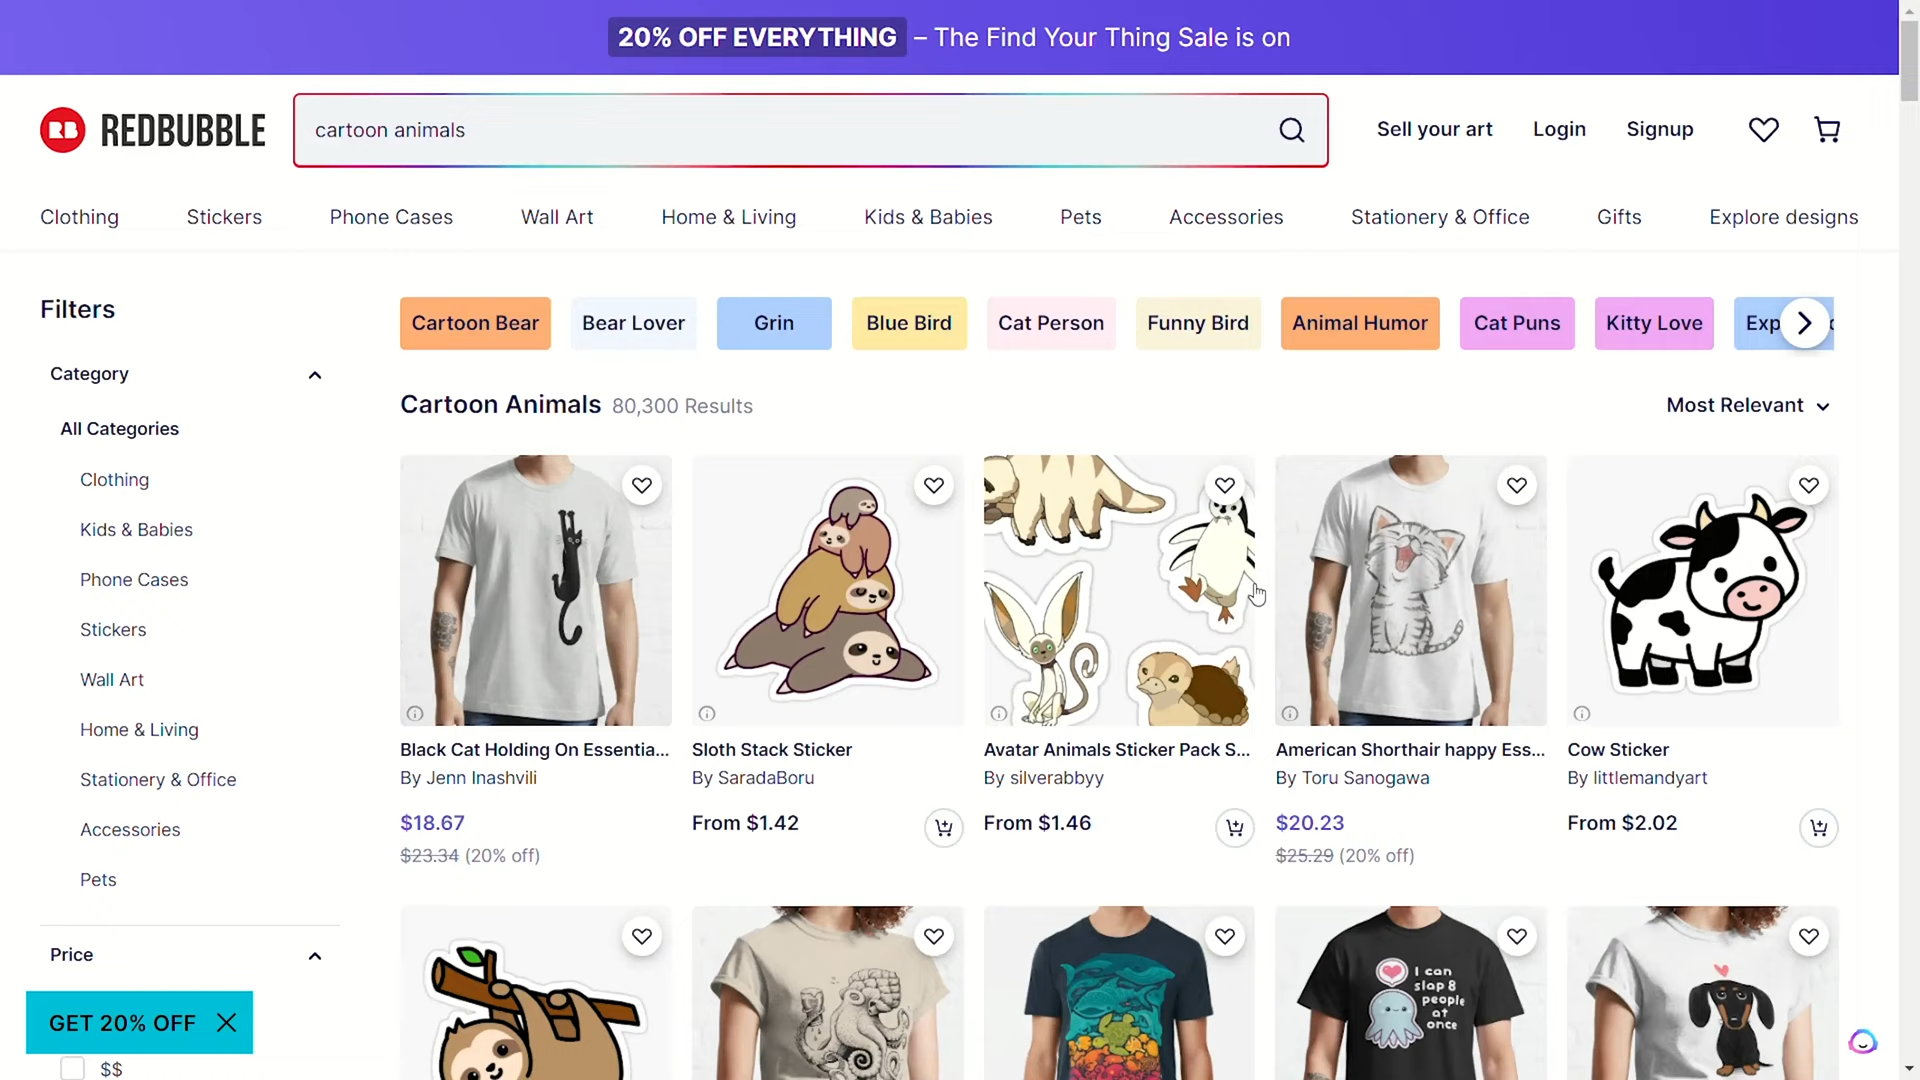 20% OFF EVERYTHING – The Find Your Thing Sale is on
RB REDBUBBLE
cartoon animals
Sell your art
Login
Signup
Clothing
Stickers
Phone Cases
Wall Art
Home & Living
Kids & Babies
Pets
Accessories
Stationery & Office
Gifts
Explore designs
Filters
Category
All Categories
Clothing
Kids & Babies
Phone Cases
Stickers
Wall Art
Home & Living
Stationery & Office
Accessories
Pets
Price
GET 20% OFF
$$
Cartoon Bear
Bear Lover
Grin
Blue Bird
Cat Person
Funny Bird
Animal Humor
Cat Puns
Kitty Love
Exp
Cartoon Animals 80,300 Results
Most Relevant
Black Cat Holding On Essentia...
By Jenn Inashvili
$18.67
$23.34 (20% off)
Sloth Stack Sticker
By SaradaBoru
From $1.42
Avatar Animals Sticker Pack S...
By silverabbyy
From $1.46
American Shorthair happy Ess...
By Toru Sanogawa
$20.23
$25.29 (20% off)
Cow Sticker
By littlemandyart
From $2.02
I can
slap 8
people
at
once